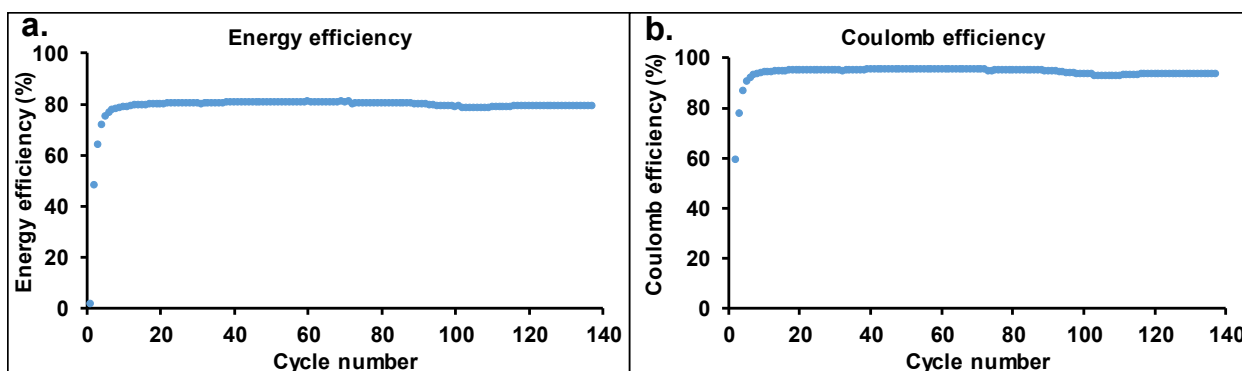 a.
Energy efficiency
Energy efficiency (%)
100
80
60
40
20
0
0 20 40 60 80 100 120 140
Cycle number
b.
Coulomb efficiency
Coulomb efficiency (%)
100
80
60
40
20
0
0 20 40 60 80 100 120 140
Cycle number